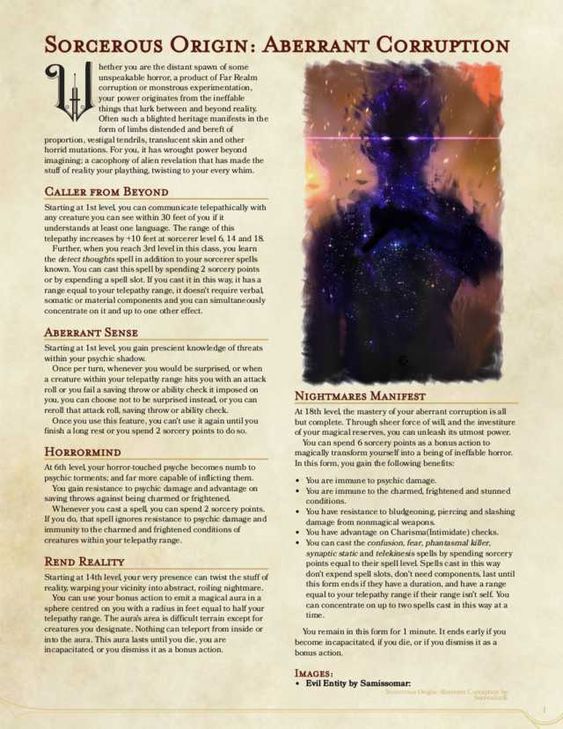 Sorcerous Origin: Aberrant Corruption
Whether you are the distant spawn of some
unspeakable horror, a product of Far Realm
corruption or monstrous experimentation,
your power originates from the ineffable
things that lurk between and beyond reality.
Often such a blighted heritage manifests in the
form of limbs distended and bereft of
proportion, vestigal tendrils, translucent skin and other
horrid mutations. For you, it has wrought power beyond
imagining; a cacophony of alien revelation that has made the
stuff of reality your plaything, twisting to your every whim.
Caller from Beyond
Starting at 1st level, you can communicate telepathically with
any creature you can see within 30 feet of you if it
understands at least one language. The range of this
telepathy increases by +10 feet at sorcerer level 6, 14 and 18.
Further, when you reach 3rd level in this class, you learn
the detect thoughts spell in addition to your sorcerer spells
known. You can cast this spell by spending 2 sorcery points
or by expending a spell slot. If you cast it in this way, it has a
range equal to your telepathy range, it doesn't require verbal,
somatic or material components and you can simultaneously
concentrate on it and up to one other effect.
Aberrant Sense
Starting at 1st level, you gain prescient knowledge of threats
within your psychic shadow.
Once per turn, whenever you would be surprised, or when
a creature within your telepathy range hits you with an attack
roll or you fail a saving throw or ability check it imposed on
you, you can choose not to be surprised instead, or you can
reroll that attack roll, saving throw or ability check.
Once you use this feature, you can't use it again until you
finish a long rest or you spend 2 sorcery points to do so.
Horrormind
At 6th level, your horror-touched psyche becomes numb to
psychic torments; and far more capable of inflicting them.
You gain resistance to psychic damage and advantage on
saving throws against being charmed or frightened.
Whenever you cast a spell, you can spend 2 sorcery points.
If you do, that spell ignores resistance to psychic damage and
immunity to the charmed and frightened conditions of
creatures within your telepathy range.
Rend Reality
Starting at 14th level, your very presence can twist the stuff of
reality, warping your vicinity into abstract, roiling nightmare.
You can use your bonus action to emit a magical aura in a
sphere centred on you with a radius in feet equal to half your
telepathy range. The aura's area is difficult terrain except for
creatures you designate. Nothing can teleport from inside or
into the aura. This aura lasts until you die, you are
incapacitated, or you dismiss it as a bonus action.
Nightmares Manifest
At 18th level, the mastery of your aberrant corruption is all
but complete. Through sheer force of will, and the investiture
of your magical reserves, you can unleash its utmost power.
You can spend 6 sorcery points as a bonus action to
magically transform yourself into a being of ineffable horror.
In this form, you gain the following benefits:
• You are immune to psychic damage.
• You are immune to the charmed, frightened and stunned
conditions.
• You have resistance to bludgeoning, piercing and slashing
damage from nonmagical weapons.
• You have advantage on Charisma(Intimidate) checks.
• You can cast the confusion, fear, phantasmal killer,
synaptic static and telekinesis spells by spending sorcery
points equal to their spell level. Spells cast in this way
don't expend spell slots, don't need components, last until
this form ends if they have a duration, and have a range
equal to your telepathy range if their range isn't self. You
can concentrate on up to two spells cast in this way at a
time.
You remain in this form for 1 minute. It ends early if you
become incapacitated, if you die, or if you dismiss it as a
bonus action.
Images:
• Evil Entity by Samissomar:
Sorcerous Origin: Aberrant Corruption by
1